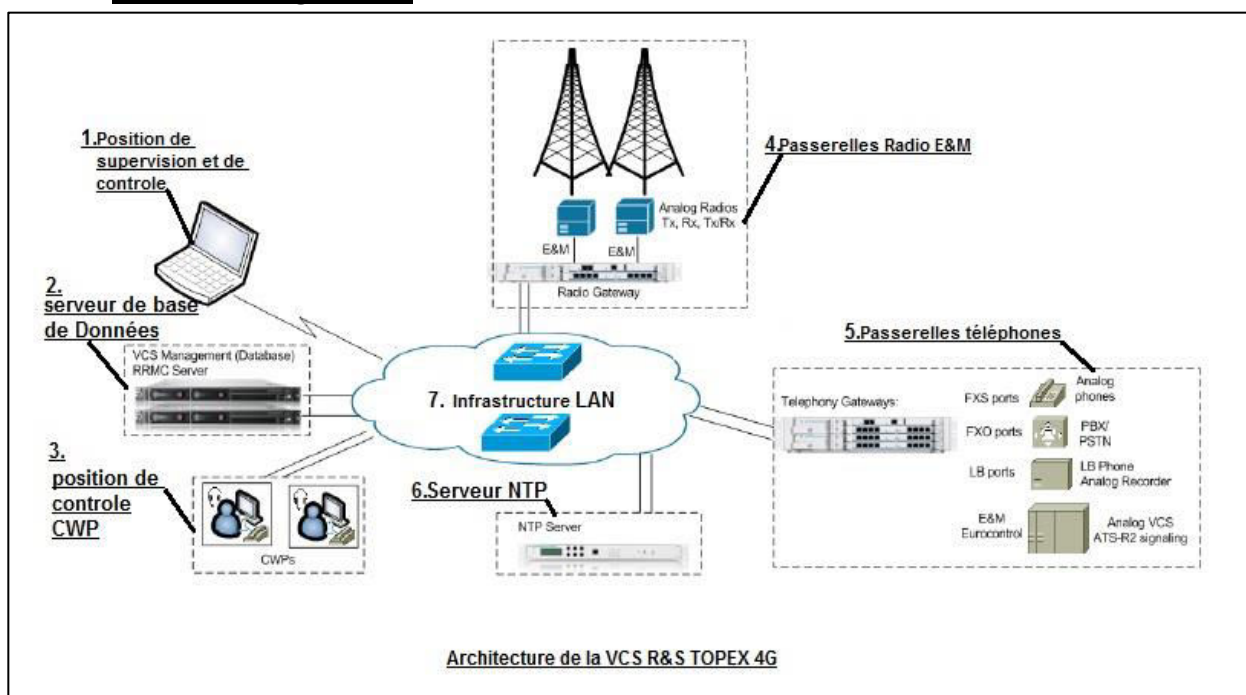 1.Position de
supervision et de
controle
2.
serveur de base
de Données
VCS Management (Database)
RRMC Server
3.
position de
controle
CWP
CWPs
4.Passerelles Radio E&M
Analog Radios
Tx, Rx, Tx/Rx
E&M
E&M
Radio Gateway
5.Passerelles téléphones
Telephony Gateways:
FXS ports
Analog
phones
FXO ports
PBX/
PSTN
LB ports
LB Phone
Analog Recorder
E&M
Eurocontrol
Analog VCS
ATS-R2 signaling
6.Serveur NTP
NTP Server
7. Infrastructure LAN
Architecture de la VCS R&S TOPEX 4G